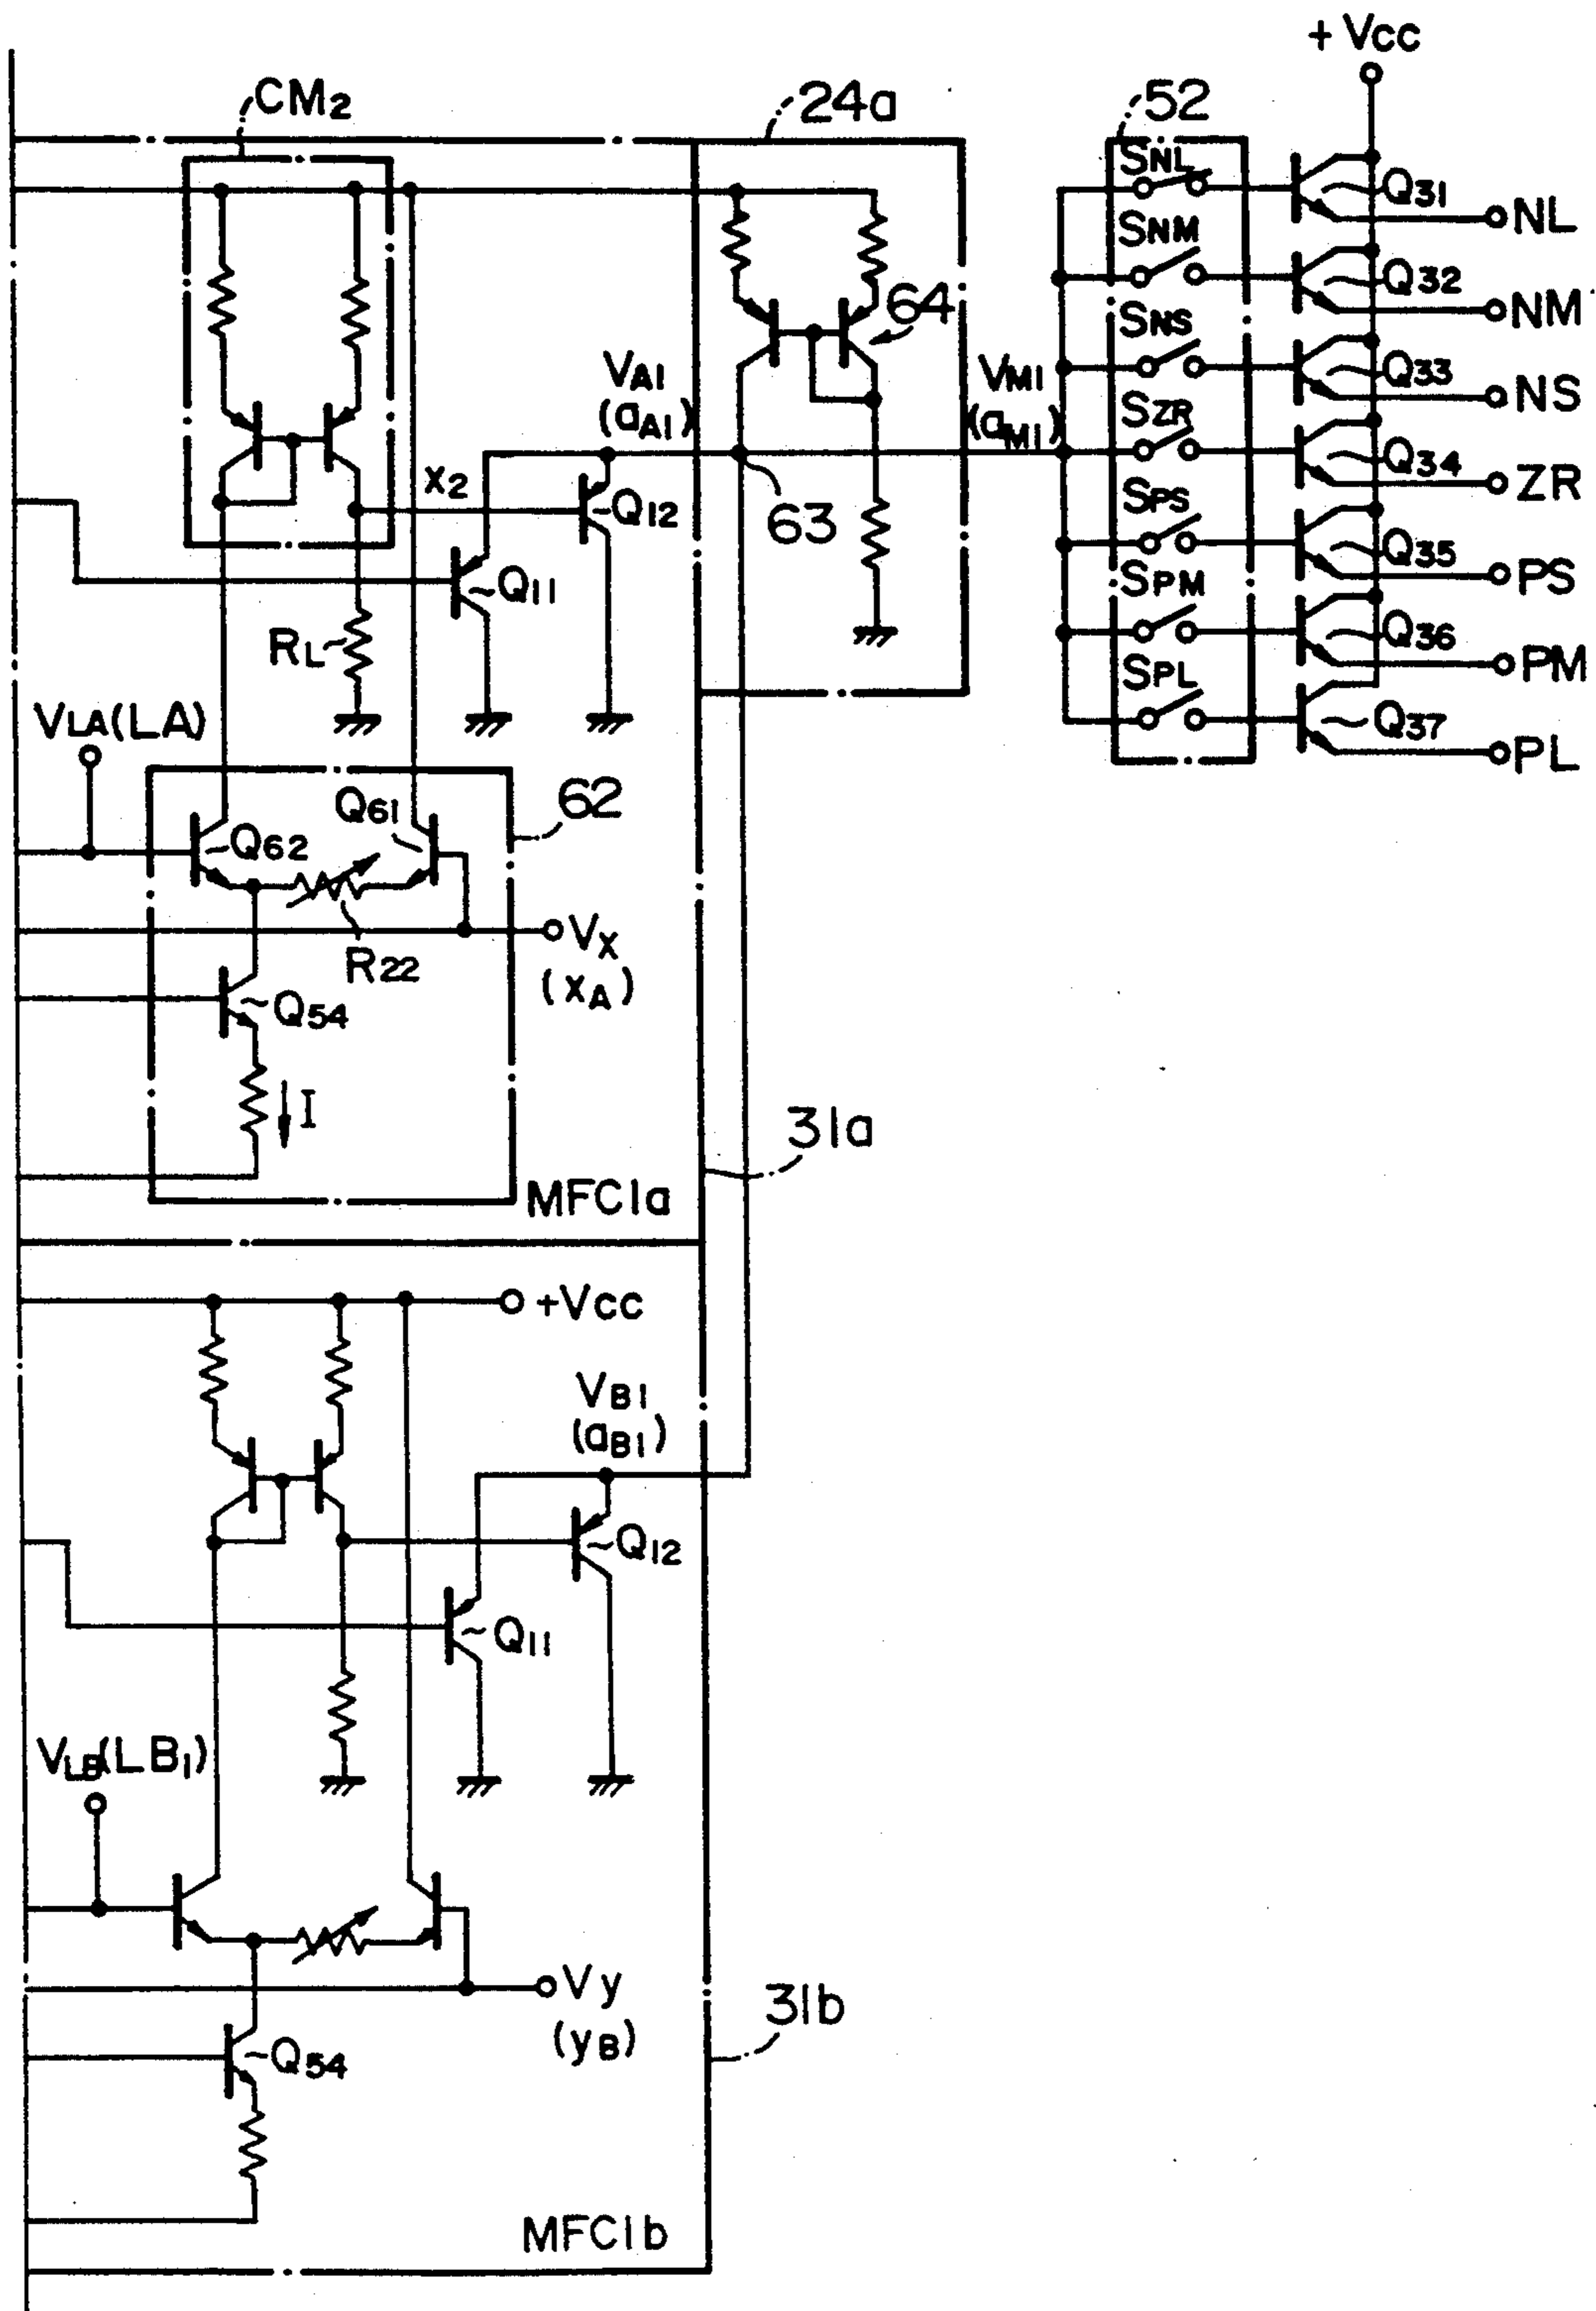 +Vcc
CM2
24a
52
SNL
Q31
NL
SNM
Q32
NM
64
SNS
Q33
NS
VA1
(aA1)
VM1
(aM1)
SZR
Q34
ZR
x2
Q12
63
SPS
Q35
PS
Q11
SPM
Q36
PM
RL
SPL
Q37
PL
VLA(LA)
62
Q61
Q62
Vx
(xA)
R22
Q54
I
31a
MFC1a
+Vcc
VB1
(aB1)
Q12
Q11
VLB(LB1)
Vy
(yB)
31b
Q54
MFC1b